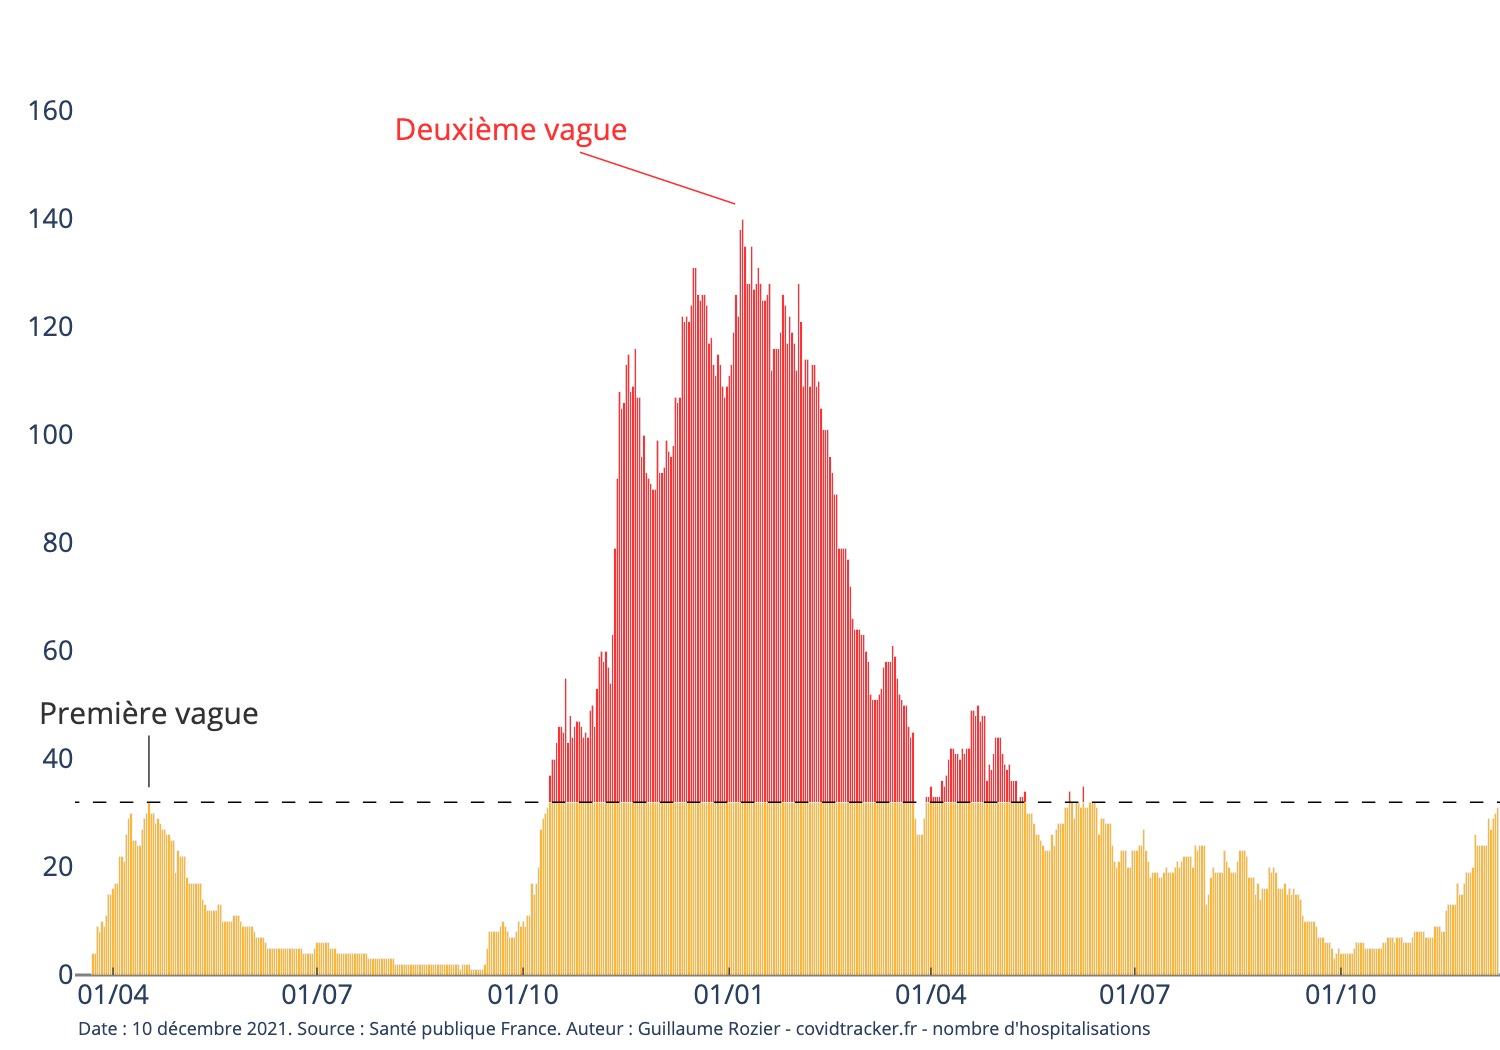 160
Deuxième vague
140
120
100
80
60
Première vague
40
20
0
01/04 01/07 01/10 01/01 01/04 01/07 01/10
Date : 10 décembre 2021. Source : Santé publique France. Auteur : Guillaume Rozier - covidtracker.fr - nombre d'hospitalisations